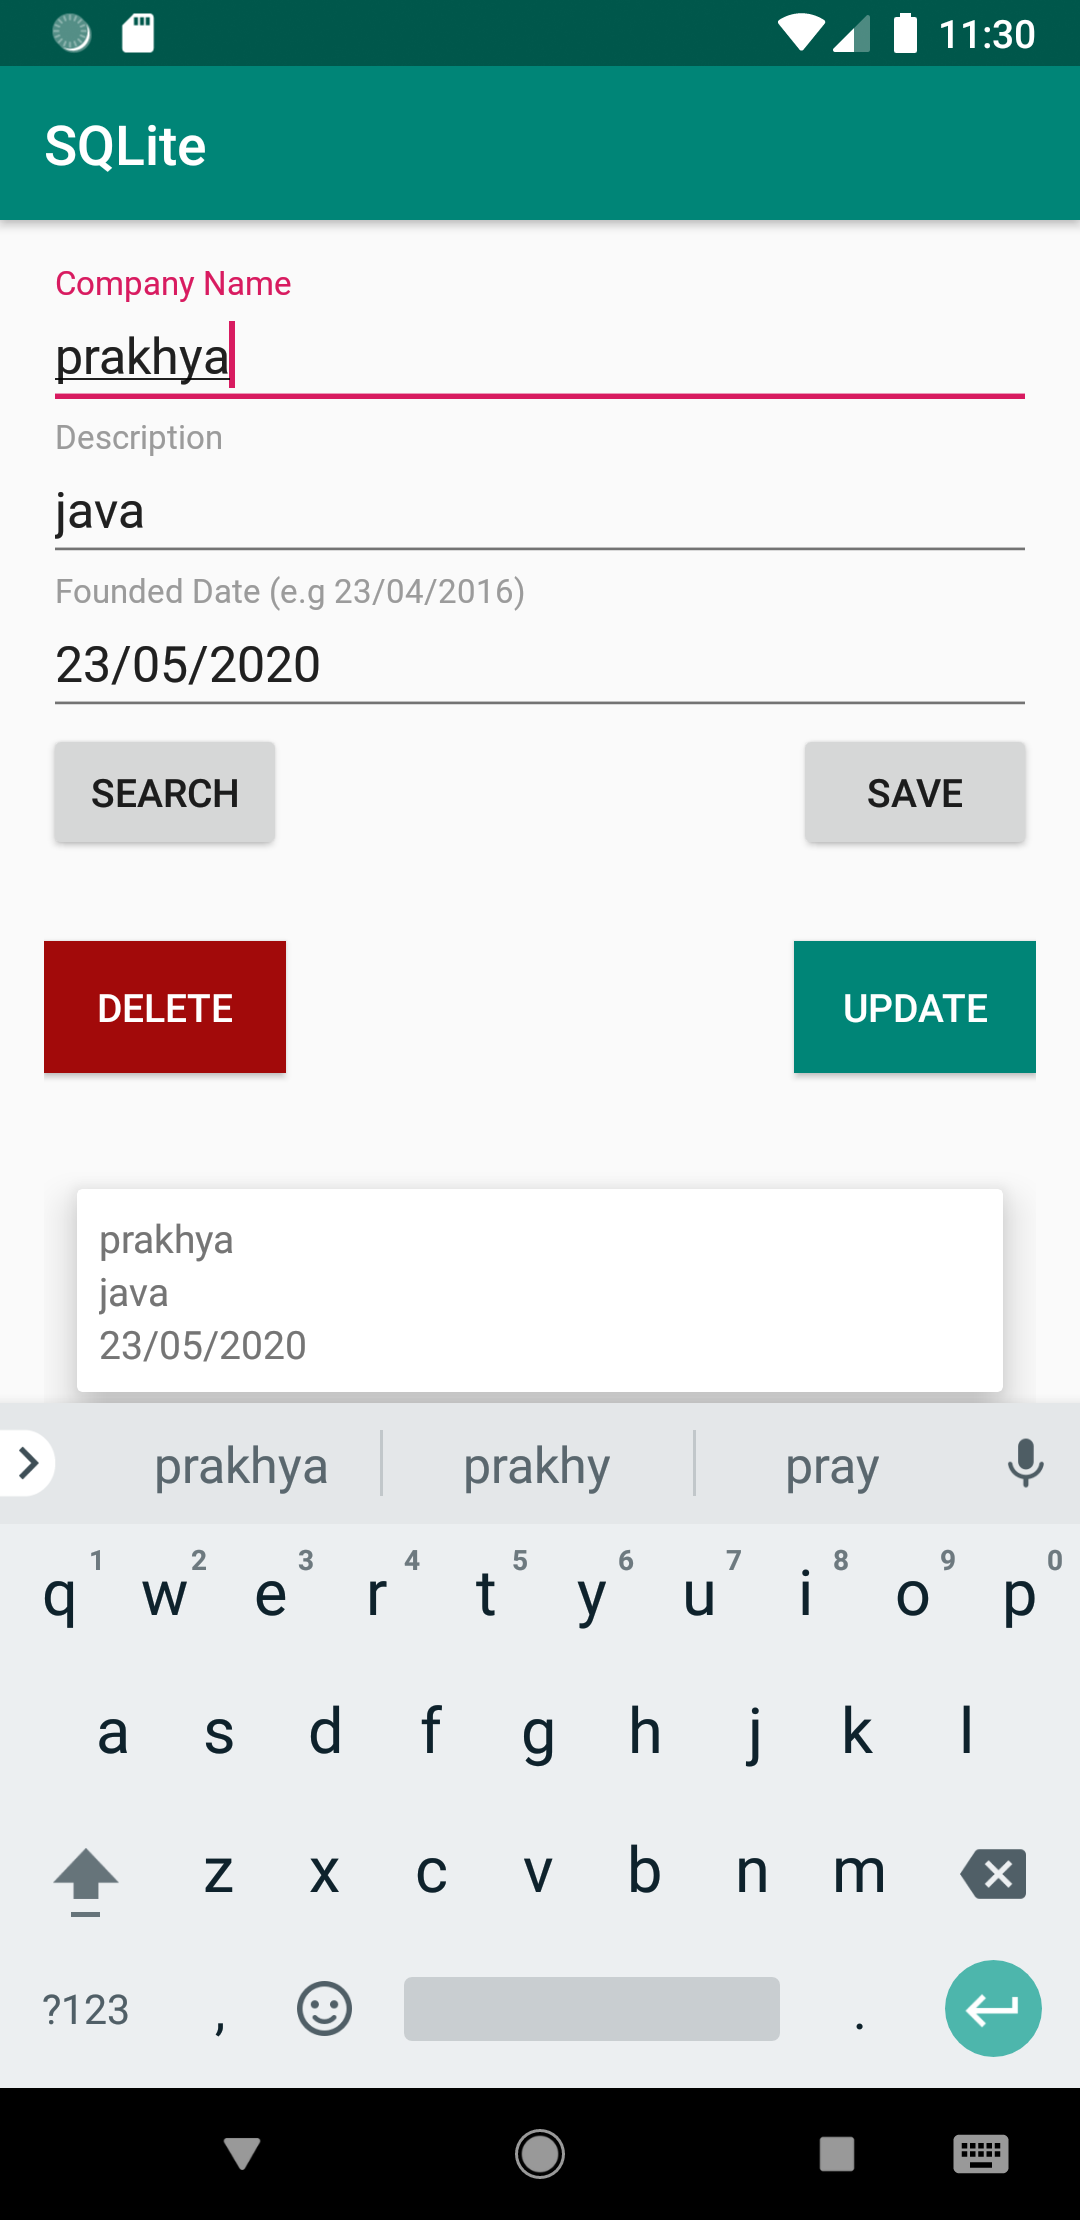 11:30
SQLite
Company Name
prakhya
Description
java
Founded Date (e.g 23/04/2016)
23/05/2020
SEARCH SAVE
DELETE UPDATE
prakhya
java
23/05/2020
prakhya prakhy pray
1 2 3 4 5 6 7 8 9 0
q w e r t y u i o p
a s d f g h j k l
z x c v b n m
?123 , .